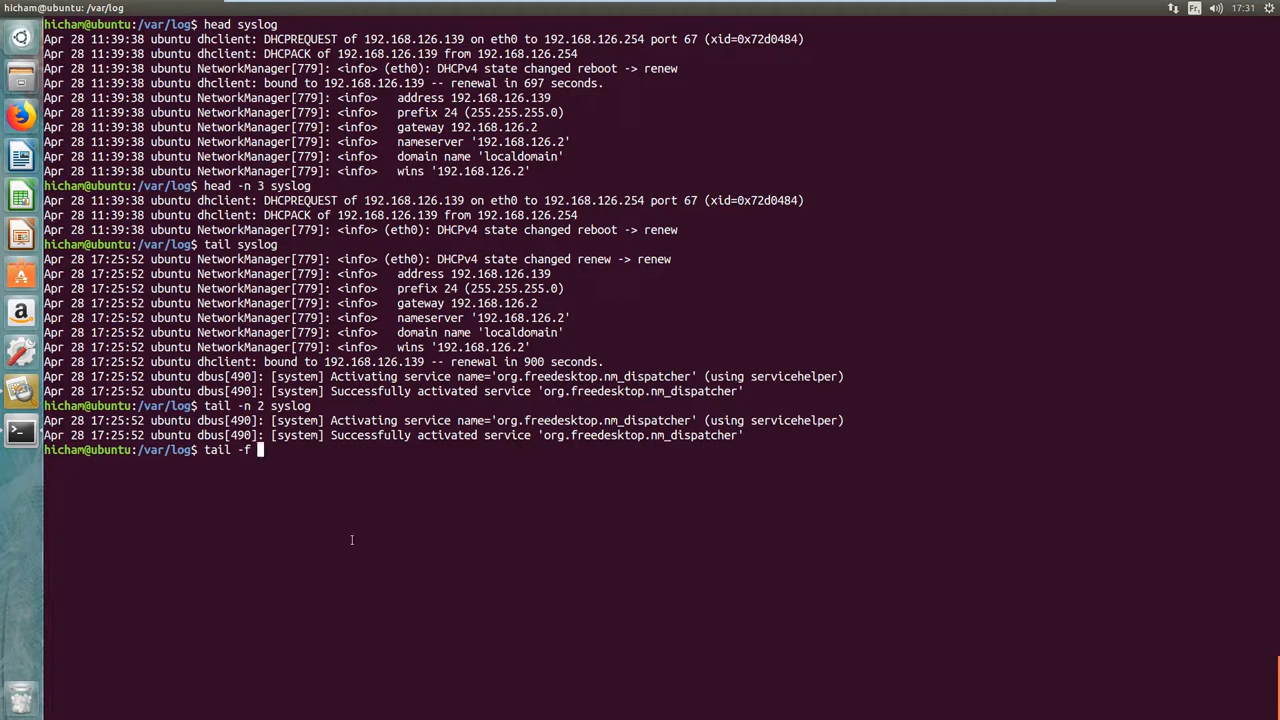 hicham@ubuntu: /var/log
Fr
17:31
hicham@ubuntu:/var/log$ head syslog
Apr 28 11:39:38 ubuntu dhclient: DHCPREQUEST of 192.168.126.139 on eth0 to 192.168.126.254 port 67 (xid=0x72d0484)
Apr 28 11:39:38 ubuntu dhclient: DHCPACK of 192.168.126.139 from 192.168.126.254
Apr 28 11:39:38 ubuntu NetworkManager[779]: <info> (eth0): DHCPv4 state changed reboot -> renew
Apr 28 11:39:38 ubuntu dhclient: bound to 192.168.126.139 -- renewal in 697 seconds.
Apr 28 11:39:38 ubuntu NetworkManager[779]: <info>   address 192.168.126.139
Apr 28 11:39:38 ubuntu NetworkManager[779]: <info>   prefix 24 (255.255.255.0)
Apr 28 11:39:38 ubuntu NetworkManager[779]: <info>   gateway 192.168.126.2
Apr 28 11:39:38 ubuntu NetworkManager[779]: <info>   nameserver '192.168.126.2'
Apr 28 11:39:38 ubuntu NetworkManager[779]: <info>   domain name 'localdomain'
Apr 28 11:39:38 ubuntu NetworkManager[779]: <info>   wins '192.168.126.2'
hicham@ubuntu:/var/log$ head -n 3 syslog
Apr 28 11:39:38 ubuntu dhclient: DHCPREQUEST of 192.168.126.139 on eth0 to 192.168.126.254 port 67 (xid=0x72d0484)
Apr 28 11:39:38 ubuntu dhclient: DHCPACK of 192.168.126.139 from 192.168.126.254
Apr 28 11:39:38 ubuntu NetworkManager[779]: <info> (eth0): DHCPv4 state changed reboot -> renew
hicham@ubuntu:/var/log$ tail syslog
Apr 28 17:25:52 ubuntu NetworkManager[779]: <info> (eth0): DHCPv4 state changed renew -> renew
Apr 28 17:25:52 ubuntu NetworkManager[779]: <info>   address 192.168.126.139
Apr 28 17:25:52 ubuntu NetworkManager[779]: <info>   prefix 24 (255.255.255.0)
Apr 28 17:25:52 ubuntu NetworkManager[779]: <info>   gateway 192.168.126.2
Apr 28 17:25:52 ubuntu NetworkManager[779]: <info>   nameserver '192.168.126.2'
Apr 28 17:25:52 ubuntu NetworkManager[779]: <info>   domain name 'localdomain'
Apr 28 17:25:52 ubuntu NetworkManager[779]: <info>   wins '192.168.126.2'
Apr 28 17:25:52 ubuntu dhclient: bound to 192.168.126.139 -- renewal in 900 seconds.
Apr 28 17:25:52 ubuntu dbus[490]: [system] Activating service name='org.freedesktop.nm_dispatcher' (using servicehelper)
Apr 28 17:25:52 ubuntu dbus[490]: [system] Successfully activated service 'org.freedesktop.nm_dispatcher'
hicham@ubuntu:/var/log$ tail -n 2 syslog
Apr 28 17:25:52 ubuntu dbus[490]: [system] Activating service name='org.freedesktop.nm_dispatcher' (using servicehelper)
Apr 28 17:25:52 ubuntu dbus[490]: [system] Successfully activated service 'org.freedesktop.nm_dispatcher'
hicham@ubuntu:/var/log$ tail -f